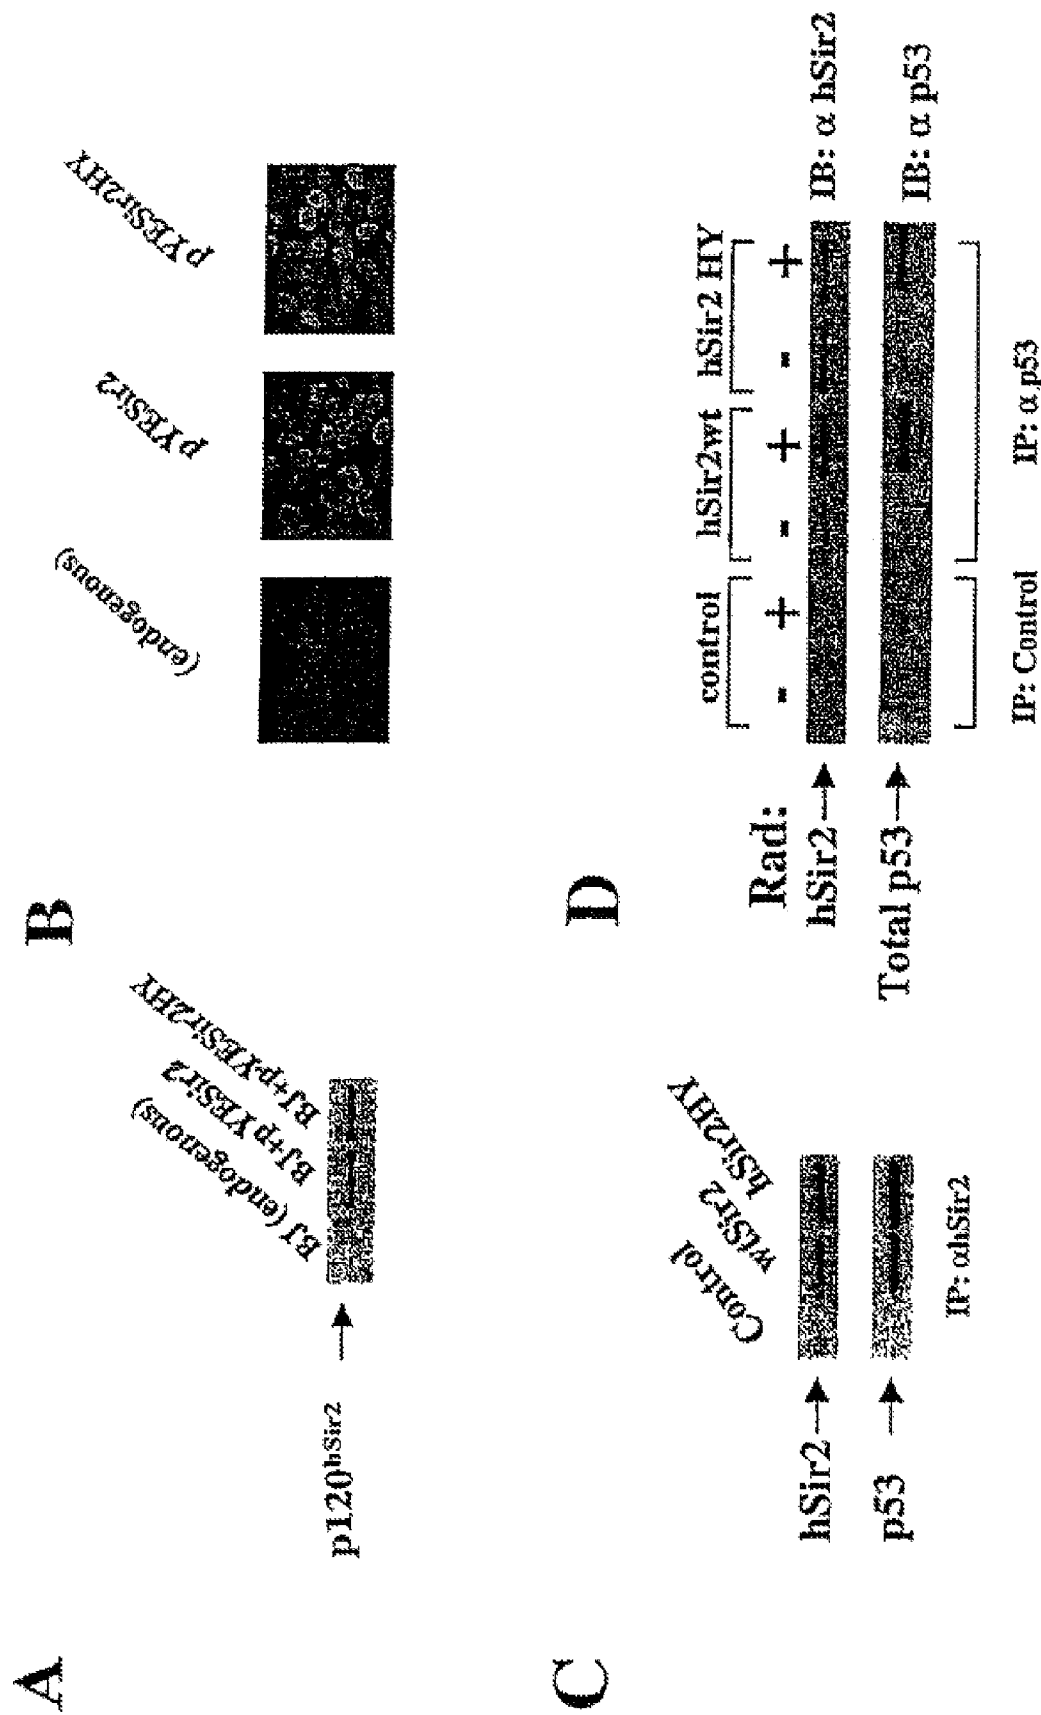 A
BJ (endogenous)
BJ+pYESir2
BJ+pYESir2HY
p120hSir2
B
(endogenous)
pYESir2
pYESir2HY
C
Control
wtSir2
hSir2HY
hSir2
p53
IP: αhSir2
D
control hSir2wt hSir2 HY
Rad: - + - + - +
hSir2 IB: α hSir2
Total p53 IB: α p53
IP: Control IP: α p53